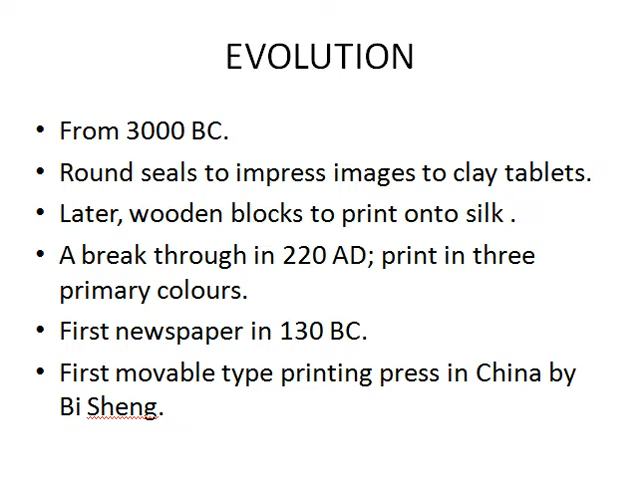 EVOLUTION
• From 3000 BC.
• Round seals to impress images to clay tablets.
• Later, wooden blocks to print onto silk .
• A break through in 220 AD; print in three
primary colours.
• First newspaper in 130 BC.
• First movable type printing press in China by
Bi Sheng.